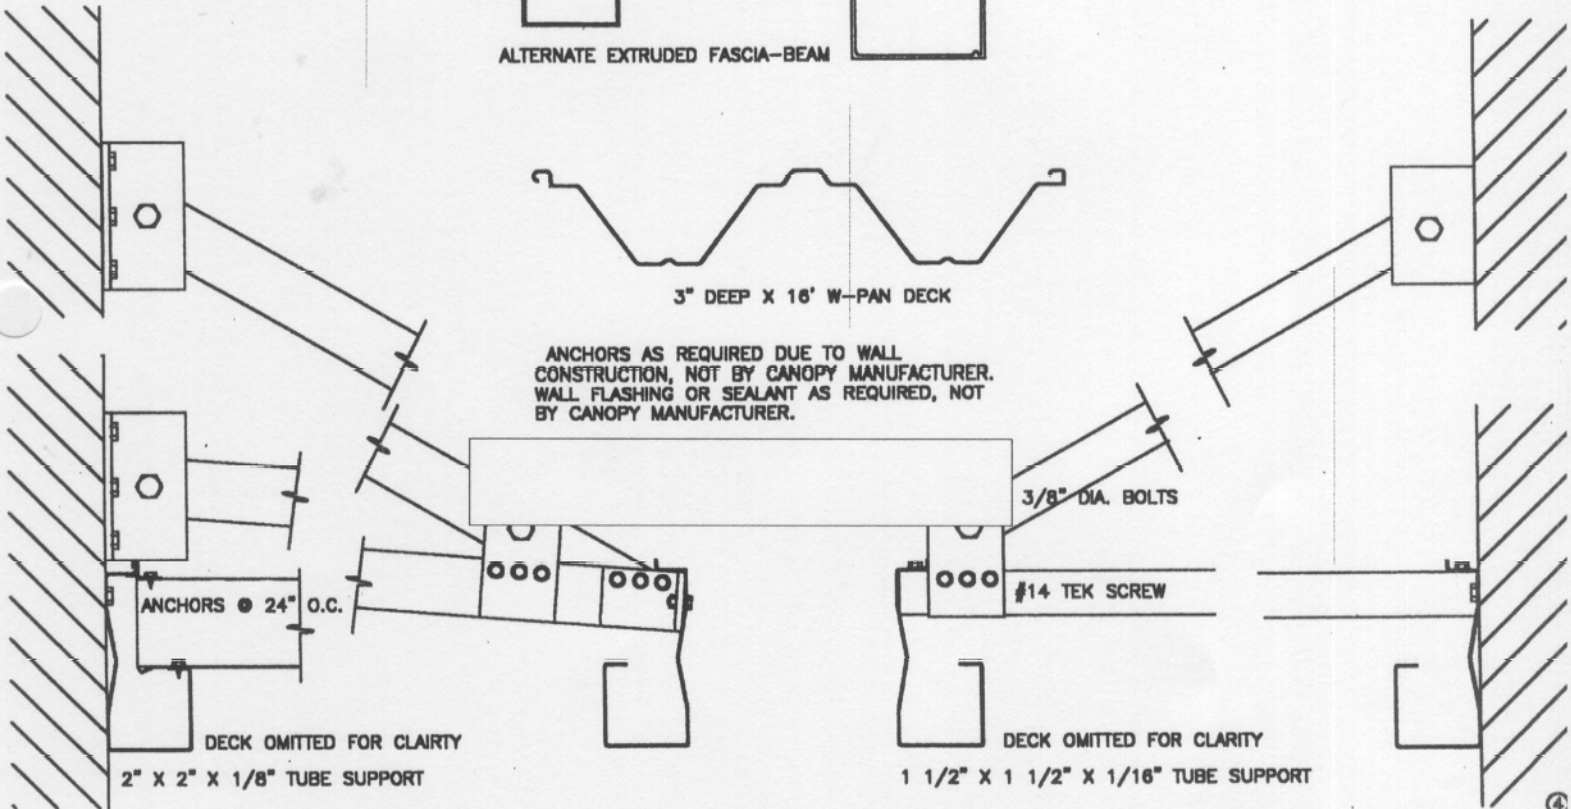 ALTERNATE EXTRUDED FASCIA-BEAM
3" DEEP X 16' W-PAN DECK
ANCHORS AS REQUIRED DUE TO WALL
CONSTRUCTION, NOT BY CANOPY MANUFACTURER.
WALL FLASHING OR SEALANT AS REQUIRED, NOT
BY CANOPY MANUFACTURER.
3/8" DIA. BOLTS
ANCHORS @ 24" O.C.
#14 TEK SCREW
DECK OMITTED FOR CLAIRTY
2" X 2" X 1/8" TUBE SUPPORT
DECK OMITTED FOR CLARITY
1 1/2" X 1 1/2" X 1/16" TUBE SUPPORT
4